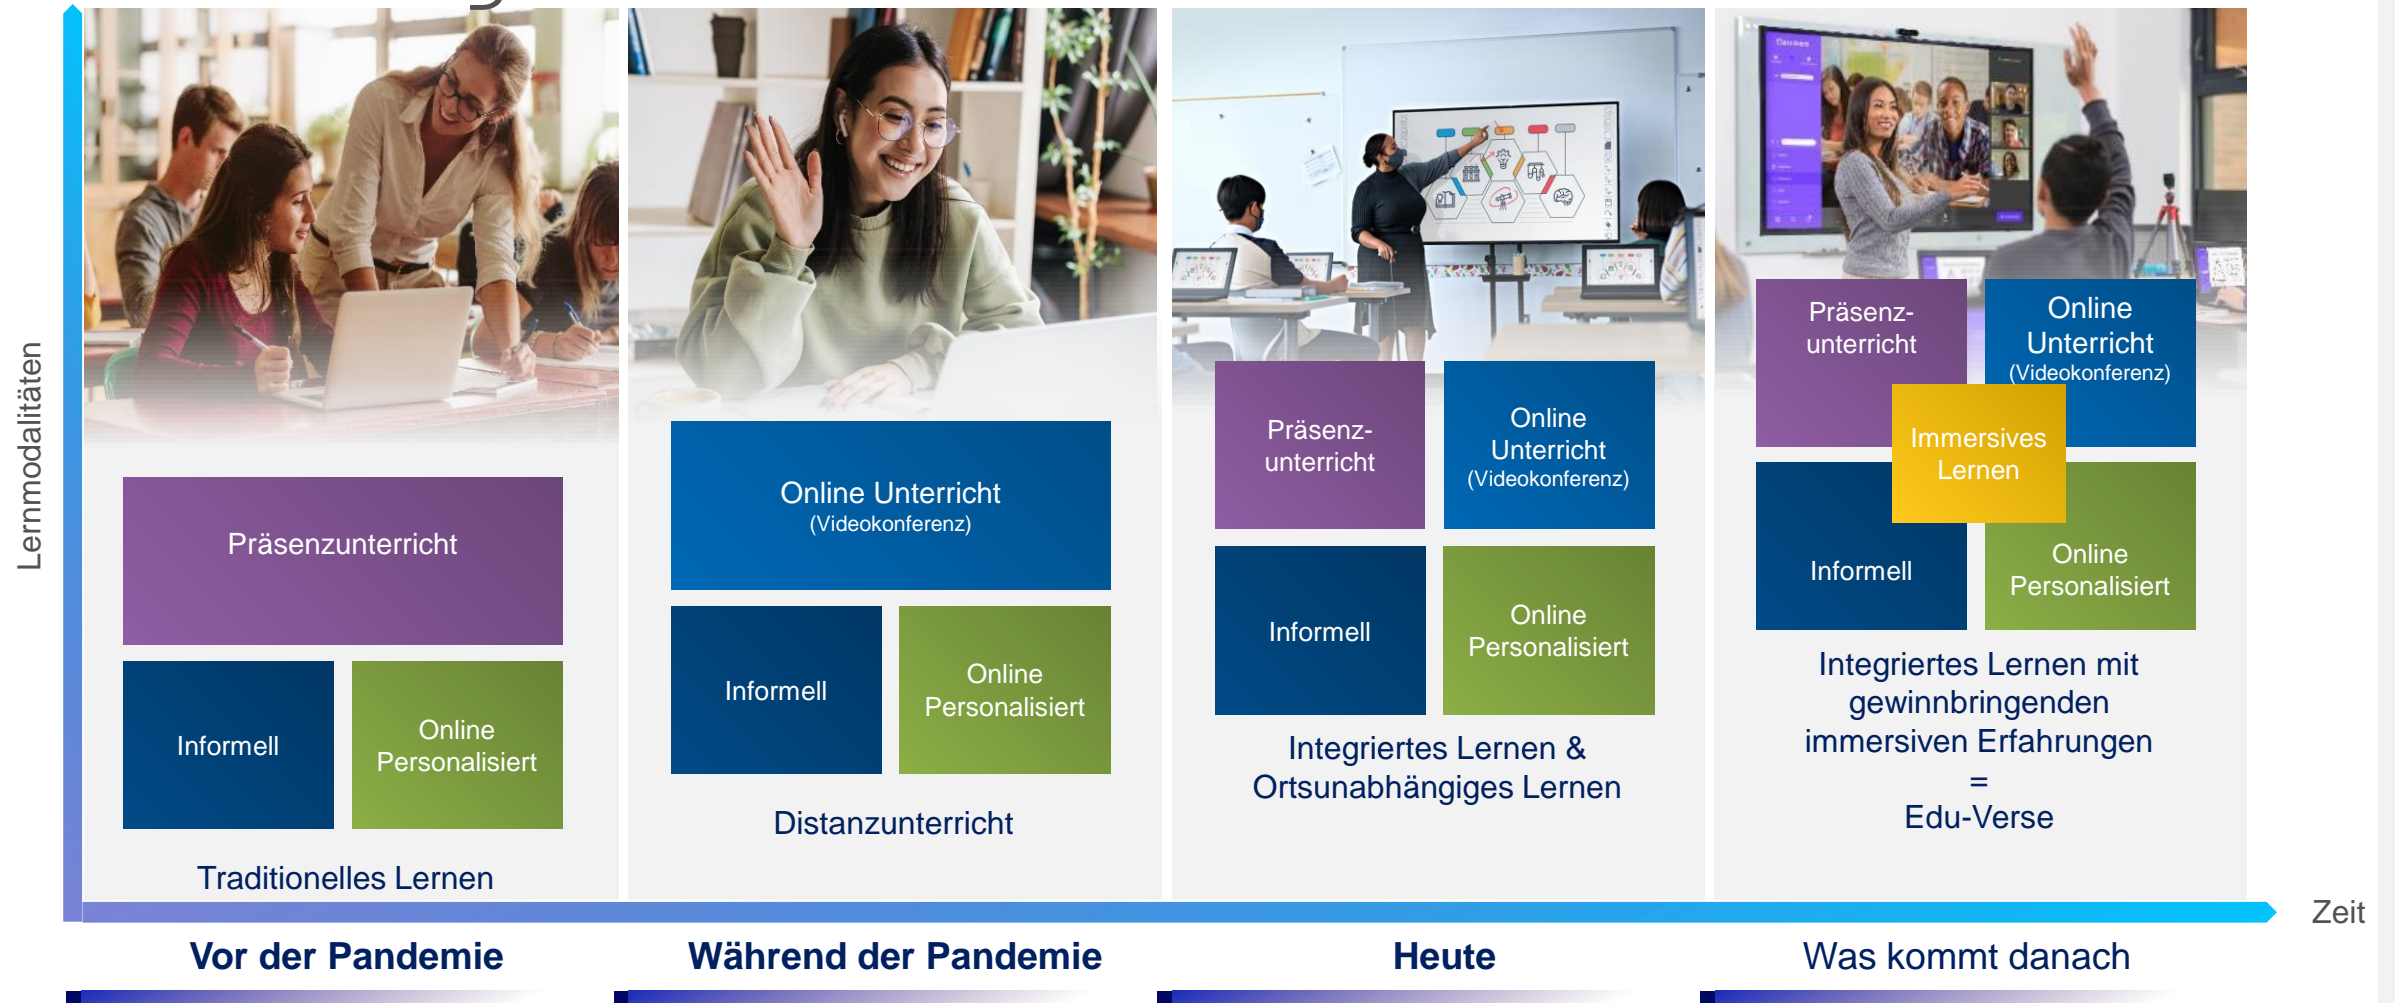 Lernmodalitäten
Präsenzunterricht
Informell
Online
Personalisiert
Traditionelles Lernen
Online Unterricht
(Videokonferenz)
Informell
Online
Personalisiert
Distanzunterricht
Präsenz-
unterricht
Online
Unterricht
(Videokonferenz)
Informell
Online
Personalisiert
Integriertes Lernen &
Ortsunabhängiges Lernen
Präsenz-
unterricht
Online
Unterricht
(Videokonferenz)
Immersives
Lernen
Informell
Online
Personalisiert
Integriertes Lernen mit
gewinnbringenden
immersiven Erfahrungen
=
Edu-Verse
Zeit
Vor der Pandemie
Während der Pandemie
Heute
Was kommt danach